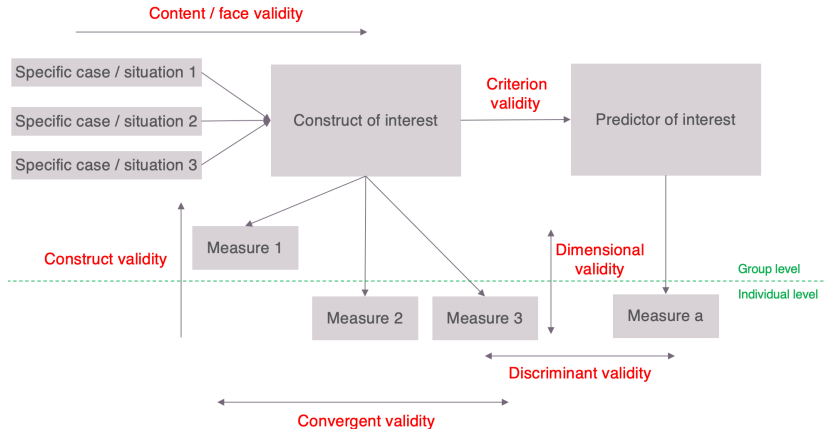 Content / face validity
Specific case / situation 1
Specific case / situation 2
Specific case / situation 3
Construct of interest
Criterion
validity
Predictor of interest
Construct validity
Measure 1
Dimensional
validity
Group level
Individual level
Measure 2
Measure 3
Measure a
Discriminant validity
Convergent validity